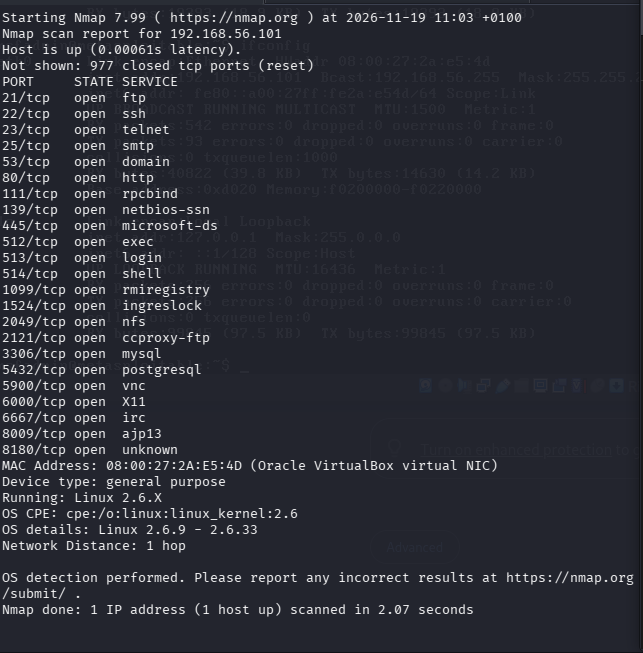 Starting Nmap 7.99 ( https://nmap.org ) at 2026-11-19 11:03 +0100
Nmap scan report for 192.168.56.101
Host is up (0.00061s latency).
Not shown: 977 closed tcp ports (reset)
PORT     STATE SERVICE
21/tcp   open  ftp
22/tcp   open  ssh
23/tcp   open  telnet
25/tcp   open  smtp
53/tcp   open  domain
80/tcp   open  http
111/tcp  open  rpcbind
139/tcp  open  netbios-ssn
445/tcp  open  microsoft-ds
512/tcp  open  exec
513/tcp  open  login
514/tcp  open  shell
1099/tcp open  rmiregistry
1524/tcp open  ingreslock
2049/tcp open  nfs
2121/tcp open  ccproxy-ftp
3306/tcp open  mysql
5432/tcp open  postgresql
5900/tcp open  vnc
6000/tcp open  X11
6667/tcp open  irc
8009/tcp open  ajp13
8180/tcp open  unknown
MAC Address: 08:00:27:2A:E5:4D (Oracle VirtualBox virtual NIC)
Device type: general purpose
Running: Linux 2.6.X
OS CPE: cpe:/o:linux:linux_kernel:2.6
OS details: Linux 2.6.9 - 2.6.33
Network Distance: 1 hop
OS detection performed. Please report any incorrect results at https://nmap.org
/submit/ .
Nmap done: 1 IP address (1 host up) scanned in 2.07 seconds